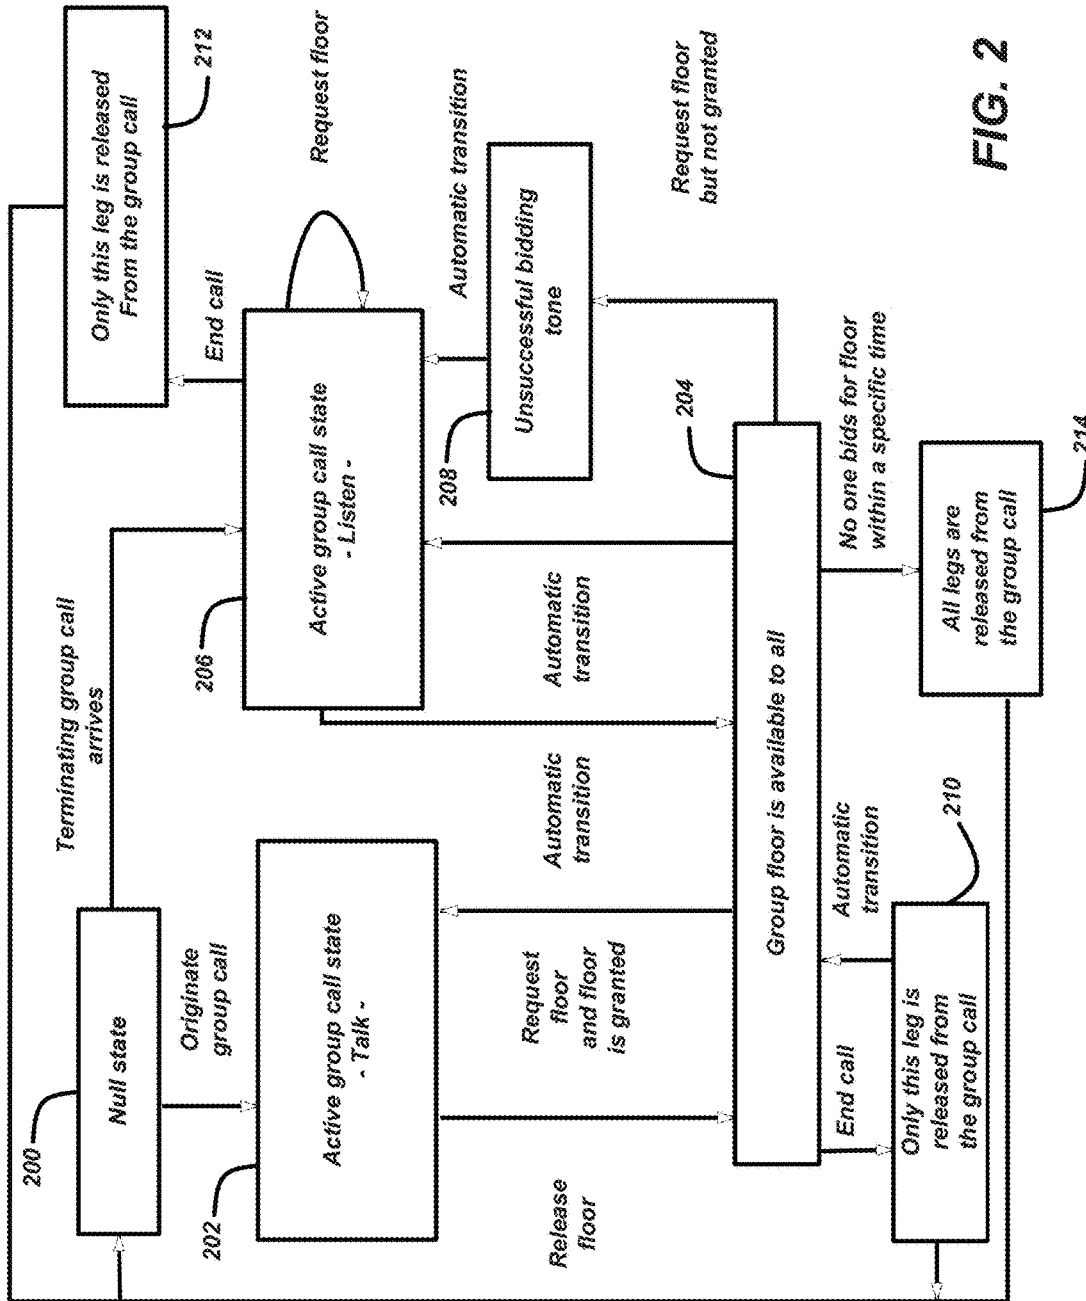 200
Null state
Terminating group call
arrives
Only this leg is released
From the group call
212
Originate
group call
End call
Request floor
202
Active group call state
- Talk -
206
Active group call state
- Listen -
Automatic transition
208
Unsuccessful bidding
tone
Release
floor
Request
floor
and floor
is granted
Automatic
transition
Automatic
transition
Request floor
but not granted
204
Group floor is available to all
End call
Automatic
transition
No one bids for floor
within a specific time
210
Only this leg is
released from
the group call
All legs are
released from
the group call
214
FIG. 2